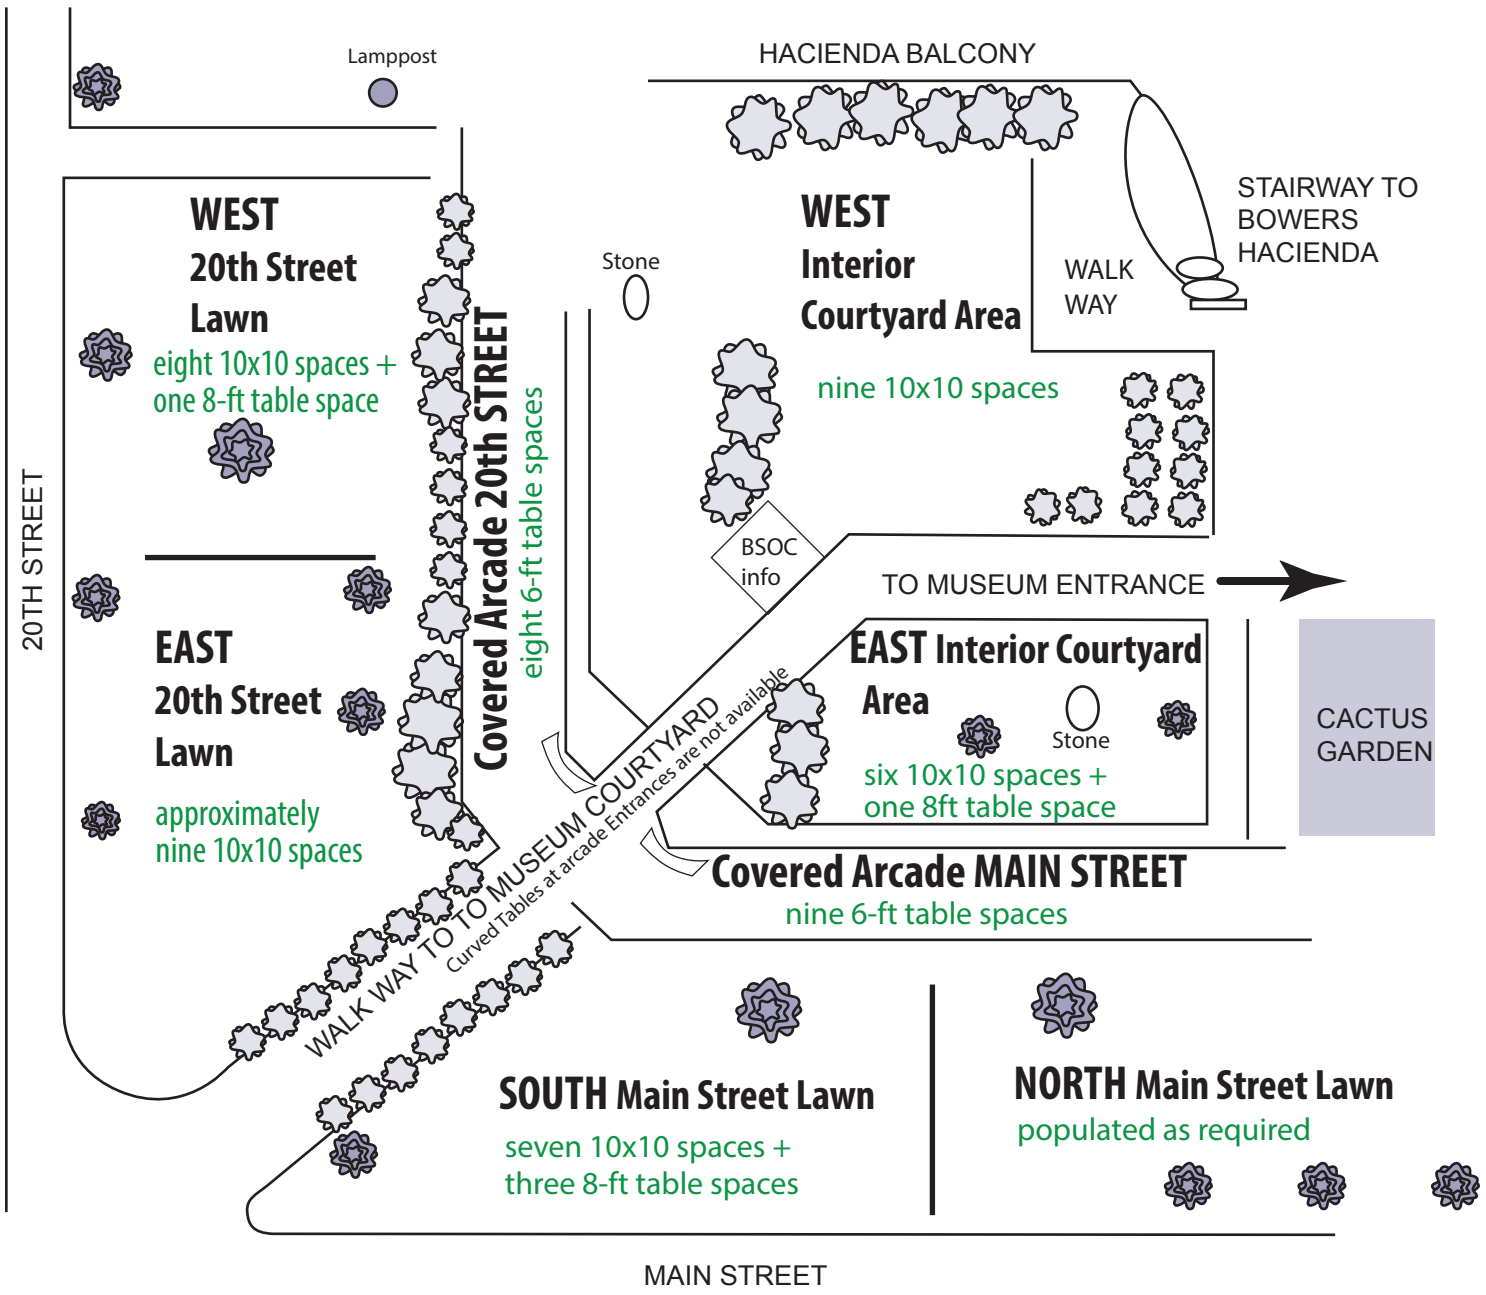 Lamppost
HACIENDA BALCONY
WEST
20th Street
Lawn
eight 10x10 spaces +
one 8-ft table space
Stone
WEST
Interior
Courtyard Area
nine 10x10 spaces
WALK
WAY
STAIRWAY TO
BOWERS
HACIENDA
20TH STREET
Covered Arcade 20th STREET
eight 6-ft table spaces
BSOC
info
TO MUSEUM ENTRANCE
EAST
20th Street
Lawn
approximately
nine 10x10 spaces
EAST Interior Courtyard
Area
Stone
six 10x10 spaces +
one 8ft table space
CACTUS
GARDEN
WALK WAY TO TO MUSEUM COURTYARD
Curved Tables at arcade Entrances are not available
Covered Arcade MAIN STREET
nine 6-ft table spaces
SOUTH Main Street Lawn
seven 10x10 spaces +
three 8-ft table spaces
NORTH Main Street Lawn
populated as required
MAIN STREET